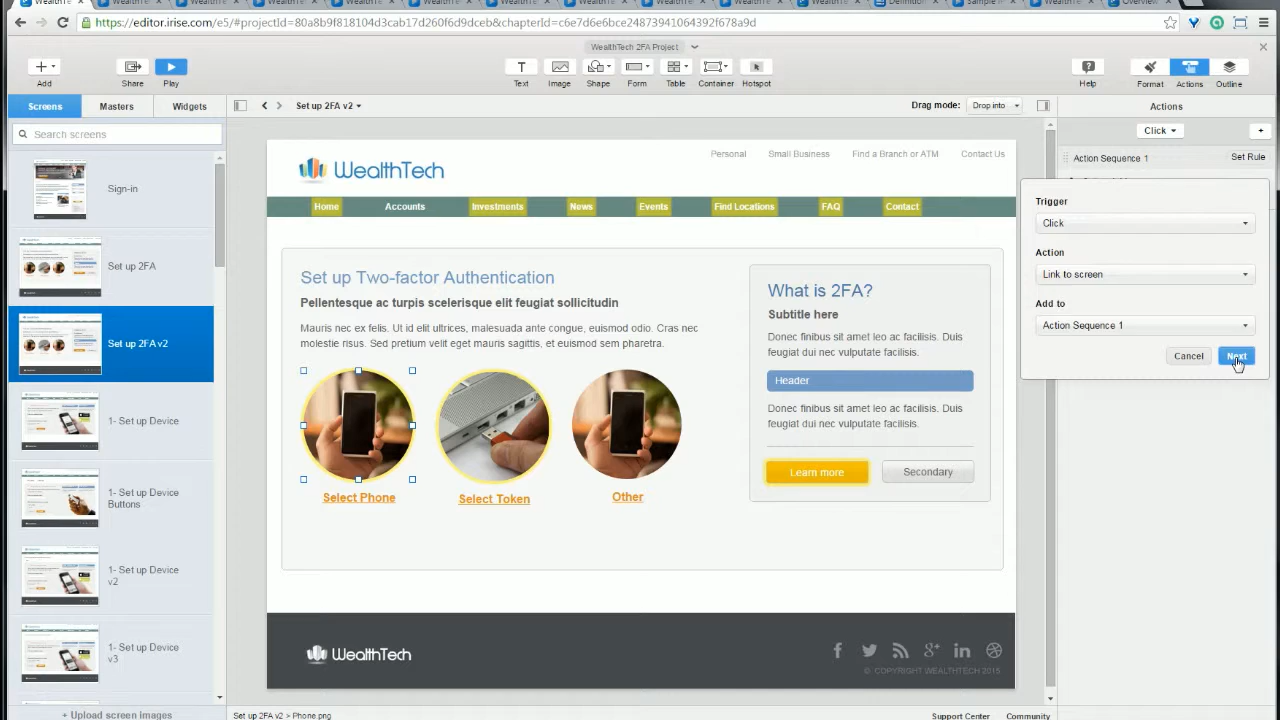 WealthTech
https://editor.irise.com/e5/#projectId=80a8b9f818104d3cab17d260f6d9dceb&chapterId=c6e7d6e6bce24873941064392f678a9d
WealthTech 2FA Project
Add Share Play Text Image Shape Form Table Container Hotspot Help Format Actions Outline
Screens Masters Widgets Set up 2FA v2 Drag mode: Drop into Actions
Search screens
Click
Action Sequence 1 Set Rule
Sign-in
Set up 2FA
Set up 2FA v2
1- Set up Device
1- Set up Device
Buttons
1- Set up Device
v2
1- Set up Device
v3
+ Upload screen images
Personal Small Business Find a Branch or ATM Contact Us
WealthTech
Home Accounts Investments News Events Find Locations FAQ Contact
Set up Two-factor Authentication
Pellentesque ac turpis scelerisque elit feugiat sollicitudin
Mauris nec ex felis. Ut id elit ultrices, malesuada ante congue, euismod odio. Cras nec
molestie risus. Sed pretium velit eget mauris sagittis, et euismod sem pharetra.
Select Phone Select Token Other
What is 2FA?
Subtitle here
Donec finibus sit amet leo ac facilisis. Duis
feugiat dui nec vulputate facilisis.
Header
Donec finibus sit amet leo ac facilisis. Duis
feugiat dui nec vulputate facilisis.
Learn more Secondary
WealthTech
© COPYRIGHT WEALTHTECH 2015
Trigger
Click
Action
Link to screen
Add to
Action Sequence 1
Cancel Next
Set up 2FA v2 > Phone.png Support Center Community